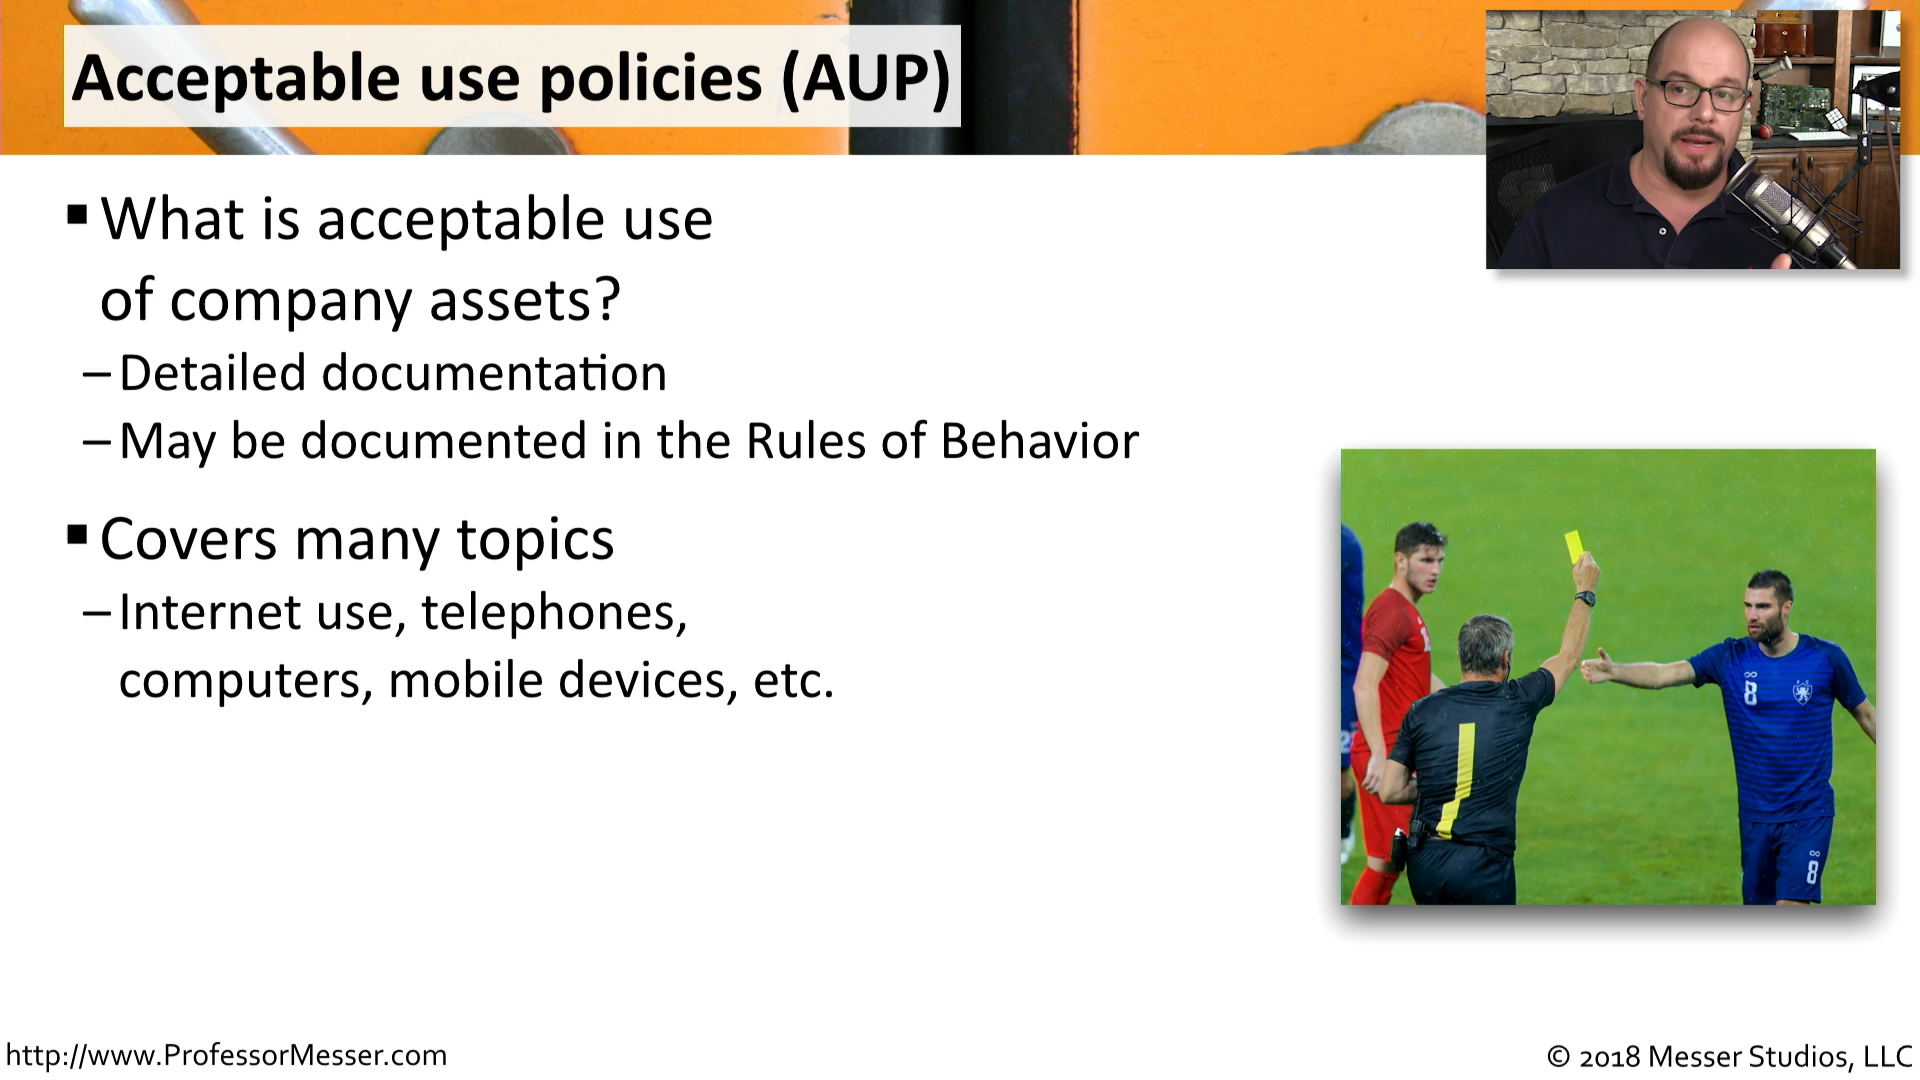 Acceptable use policies (AUP)
▪ What is acceptable use
of company assets?
– Detailed documentation
– May be documented in the Rules of Behavior
▪ Covers many topics
– Internet use, telephones,
computers, mobile devices, etc.
8
8
http://www.ProfessorMesser.com
© 2018 Messer Studios, LLC